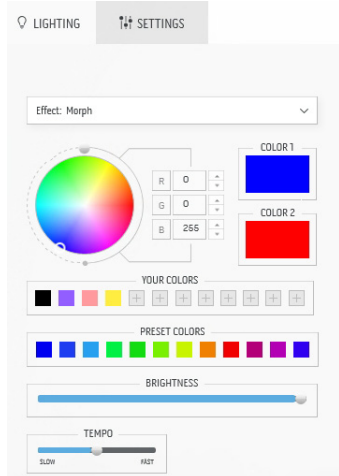 LIGHTING
SETTINGS
Effect: Morph
COLOR 1
R 0
G 0
B 255
COLOR 2
YOUR COLORS
PRESET COLORS
BRIGHTNESS
TEMPO
SLOW
FAST